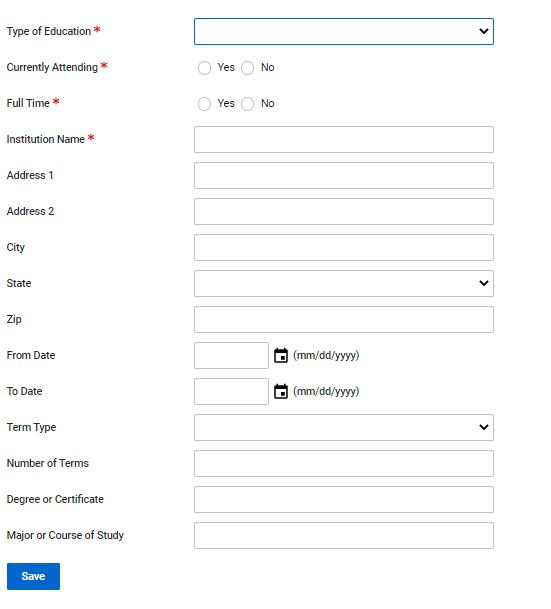 Type of Education *
Currently Attending * Yes No
Full Time * Yes No
Institution Name *
Address 1
Address 2
City
State
Zip
From Date (mm/dd/yyyy)
To Date (mm/dd/yyyy)
Term Type
Number of Terms
Degree or Certificate
Major or Course of Study
Save